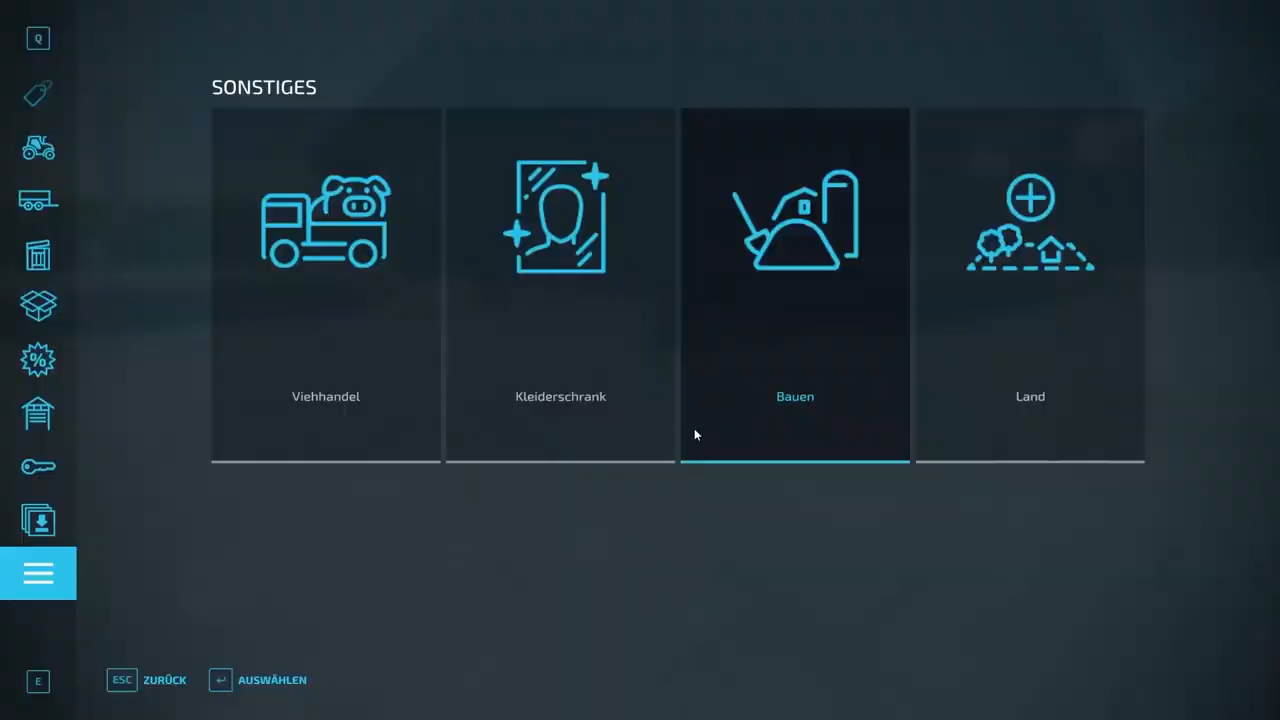 Q
SONSTIGES
%
Viehhandel
Kleiderschrank
Bauen
Land
E
ESC ZURÜCK
↵ AUSWÄHLEN